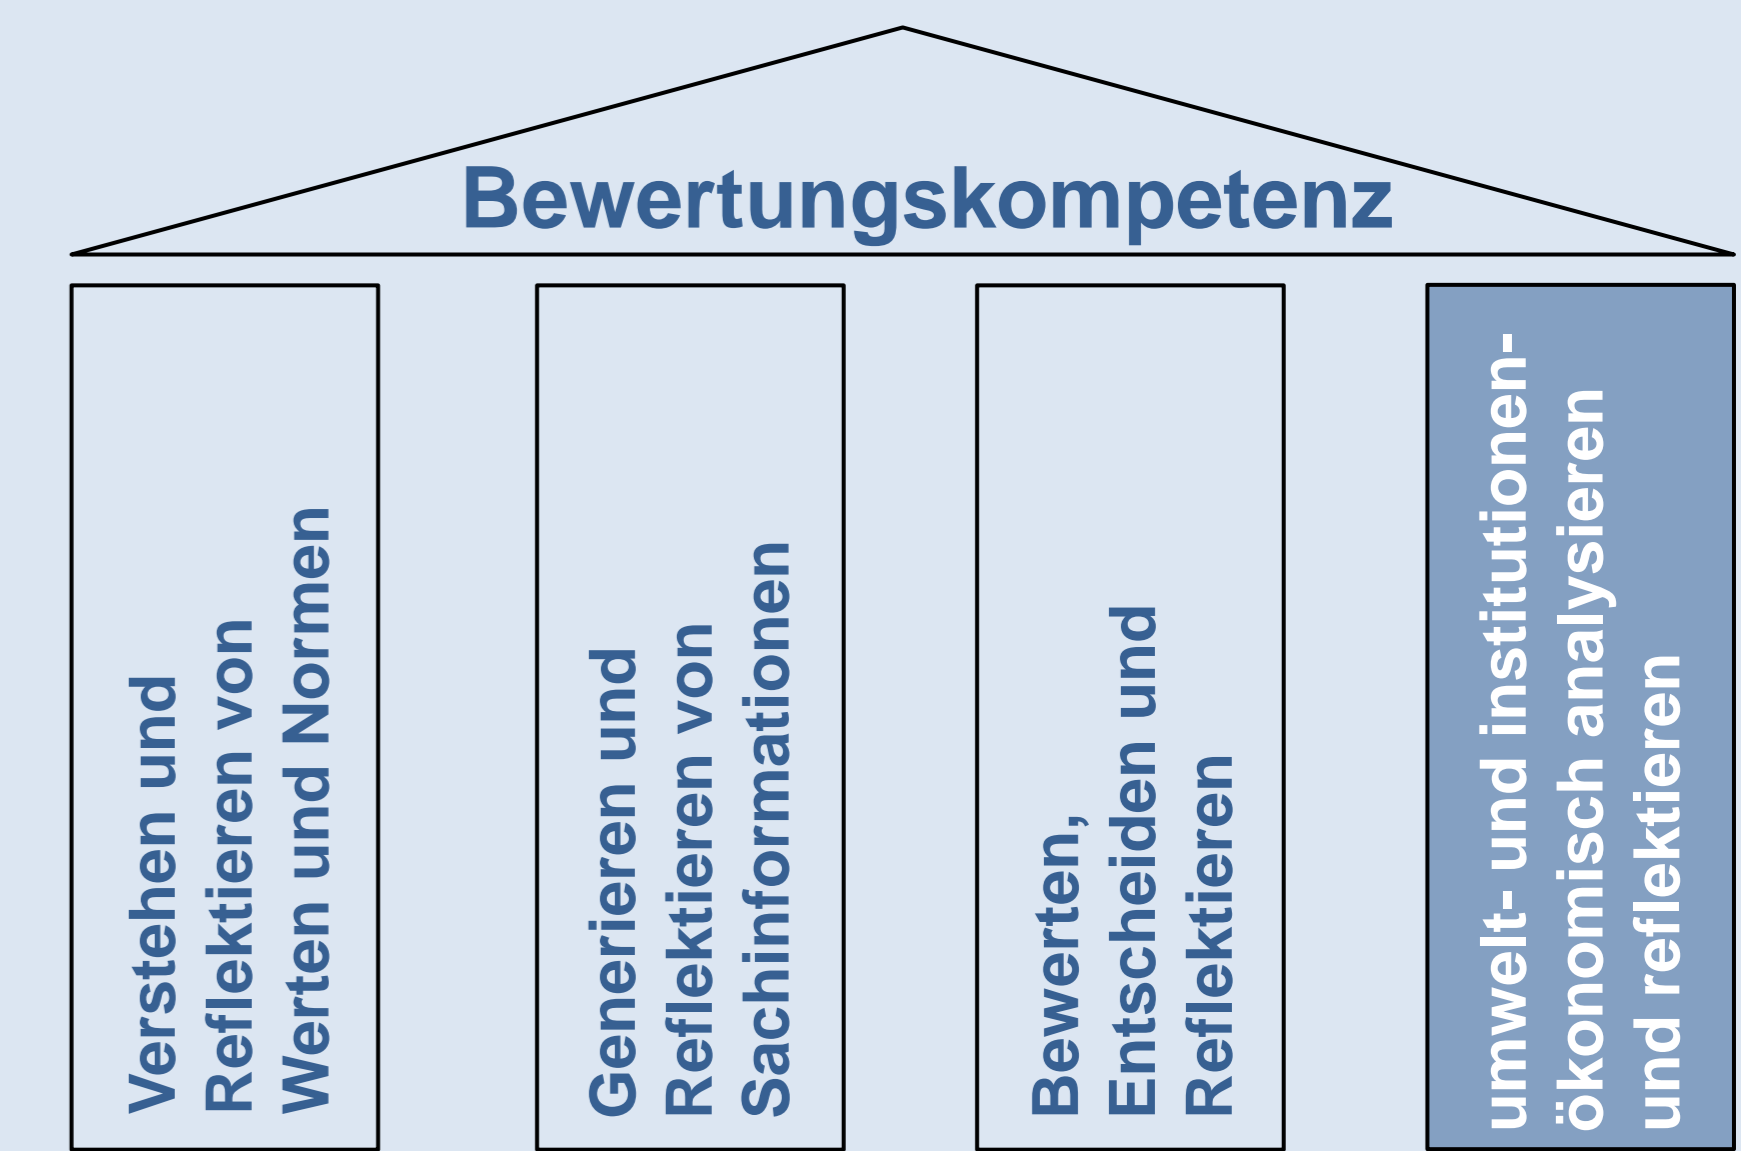 Bewertungskompetenz
Verstehen und
Reflektieren von
Werten und Normen
Generieren und
Reflektieren von
Sachinformationen
Bewerten,
Entscheiden und
Reflektieren
umwelt- und institutionen-
ökonomisch analysieren
und reflektieren